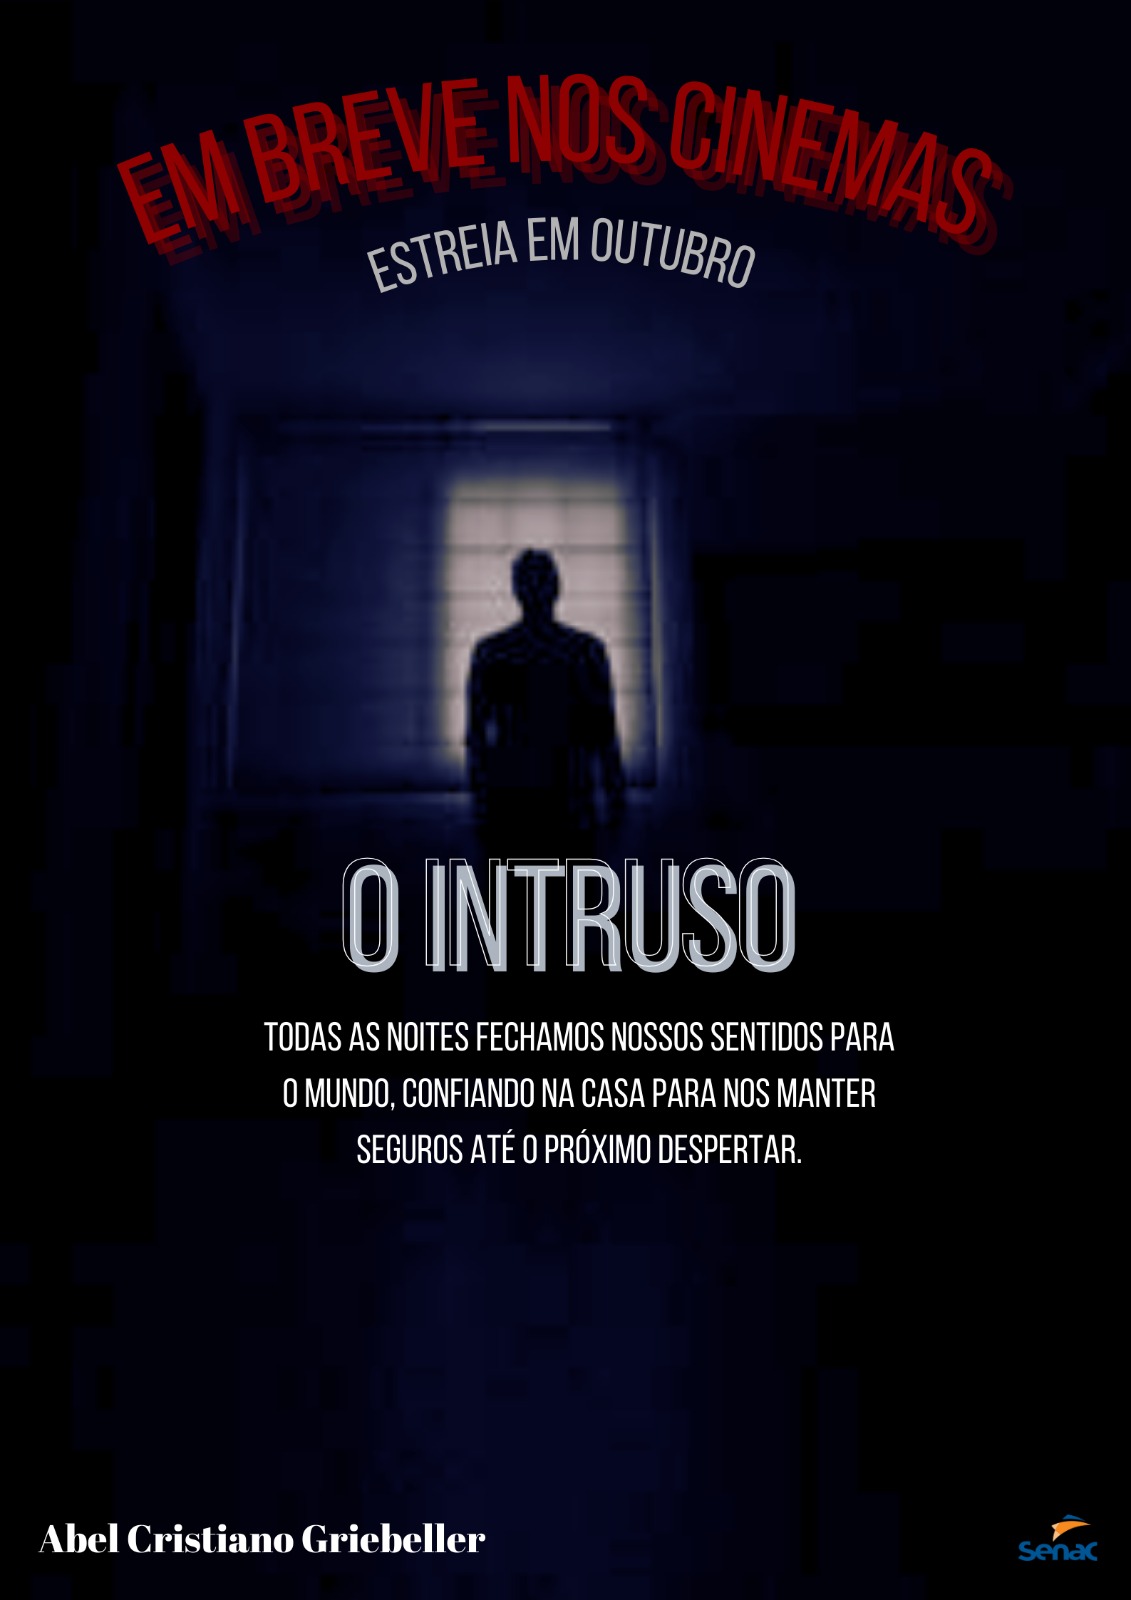 EM BREVE NOS CINEMAS
ESTREIA EM OUTUBRO
O INTRUSO
TODAS AS NOITES FECHAMOS NOSSOS SENTIDOS PARA
O MUNDO, CONFIANDO NA CASA PARA NOS MANTER
SEGUROS ATÉ O PRÓXIMO DESPERTAR.
Abel Cristiano Griebeller
Senac